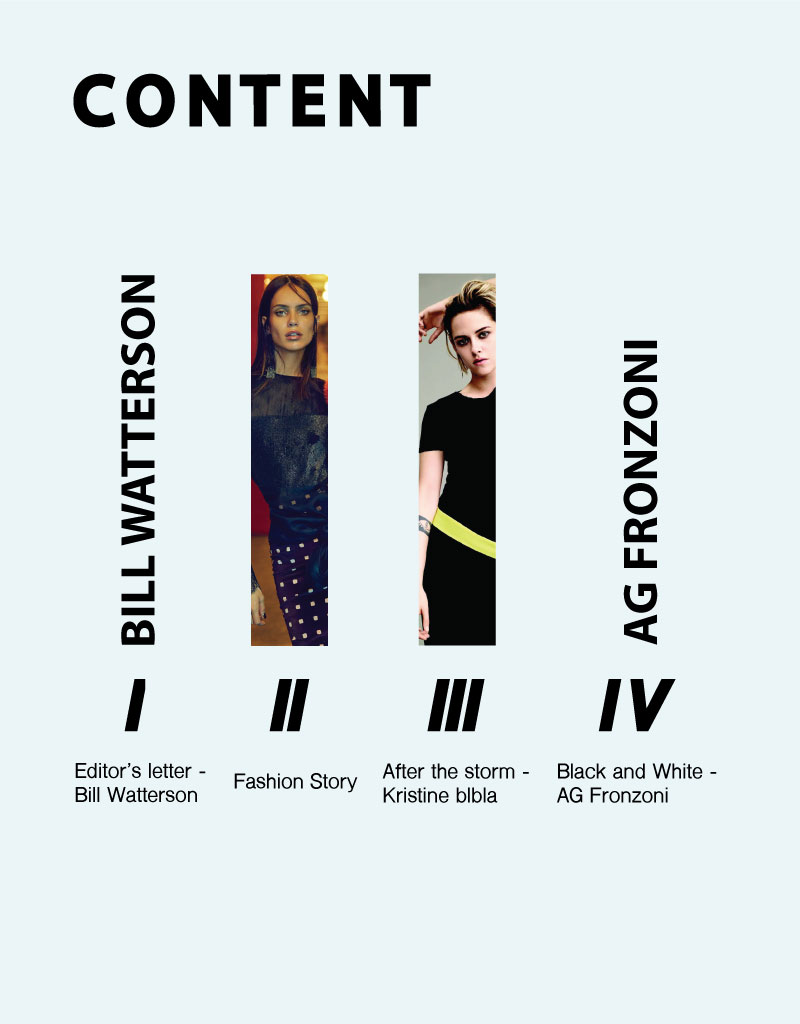 CONTENT
BILL WATTERSON
AG FRONZONI
I
II
III
IV
Editor's letter -
Bill Watterson
Fashion Story
After the storm -
Kristine blbla
Black and White -
AG Fronzoni